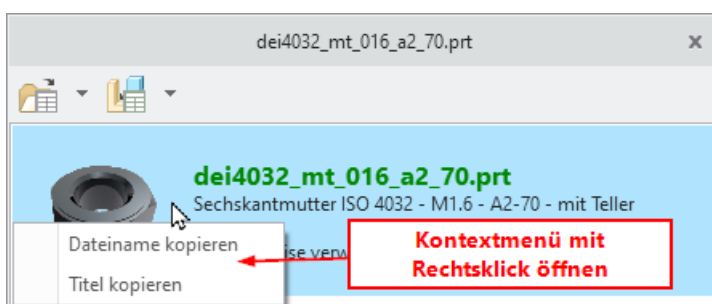 dei4032_mt_016_a2_70.prt
dei4032_mt_016_a2_70.prt
Sechskantmutter ISO 4032 - M1.6 - A2-70 - mit Teller
Dateiname kopieren
Kontextmenü mit
Rechtsklick öffnen
Titel kopieren